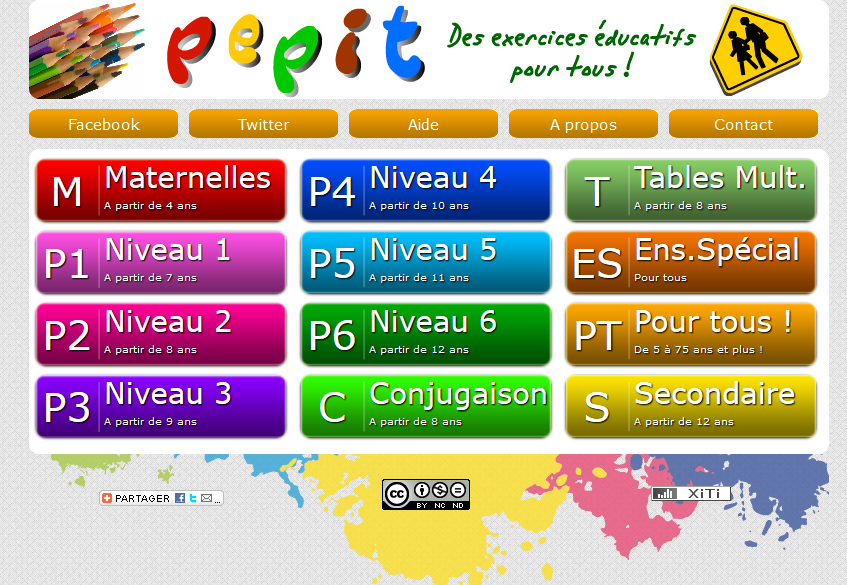 pepit
Des exercices éducatifs
pour tous !
Facebook
Twitter
Aide
A propos
Contact
M
Maternelles
A partir de 4 ans
P4
Niveau 4
A partir de 10 ans
T
Tables Mult.
A partir de 8 ans
P1
Niveau 1
A partir de 7 ans
P5
Niveau 5
A partir de 11 ans
ES
Ens.Spécial
Pour tous
P2
Niveau 2
A partir de 8 ans
P6
Niveau 6
A partir de 12 ans
PT
Pour tous !
De 5 à 75 ans et plus !
P3
Niveau 3
A partir de 9 ans
C
Conjugaison
A partir de 8 ans
S
Secondaire
A partir de 12 ans
PARTAGER
...
cc
BY NC ND
XiTi